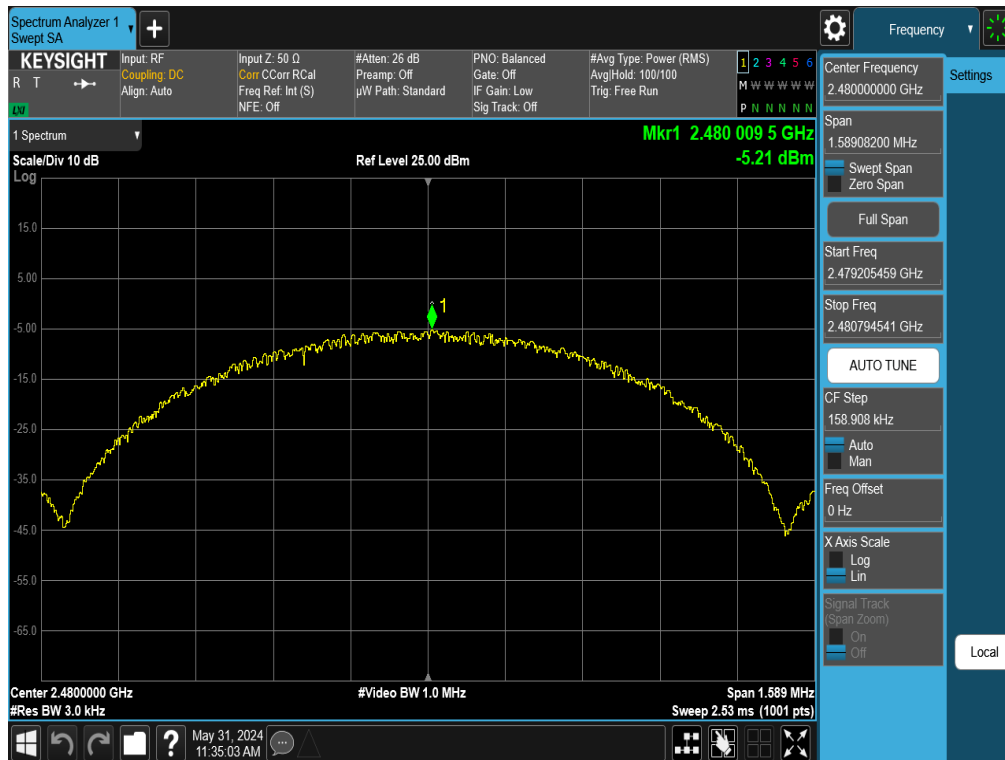 Spectrum Analyzer 1
Swept SA
Frequency
KEYSIGHT
R T
LXI
Input: RF
Coupling: DC
Align: Auto
Input Z: 50 Ω
Corr CCorr RCal
Freq Ref: Int (S)
NFE: Off
#Atten: 26 dB
Preamp: Off
µW Path: Standard
PNO: Balanced
Gate: Off
IF Gain: Low
Sig Track: Off
#Avg Type: Power (RMS)
Avg|Hold: 100/100
Trig: Free Run
1 2 3 4 5 6
M W W W W W
P N N N N N
Center Frequency
2.480000000 GHz
Settings
Span
1.58908200 MHz
Swept Span
Zero Span
Full Span
Start Freq
2.479205459 GHz
Stop Freq
2.480794541 GHz
AUTO TUNE
CF Step
158.908 kHz
Auto
Man
Freq Offset
0 Hz
X Axis Scale
Log
Lin
Signal Track
(Span Zoom)
On
Off
Local
1 Spectrum
Mkr1 2.480 009 5 GHz
Scale/Div 10 dB
Ref Level 25.00 dBm
-5.21 dBm
Log
15.0
5.00
-5.00
-15.0
-25.0
-35.0
-45.0
-55.0
-65.0
1
Center 2.4800000 GHz
#Video BW 1.0 MHz
Span 1.589 MHz
#Res BW 3.0 kHz
Sweep 2.53 ms (1001 pts)
?
May 31, 2024
11:35:03 AM